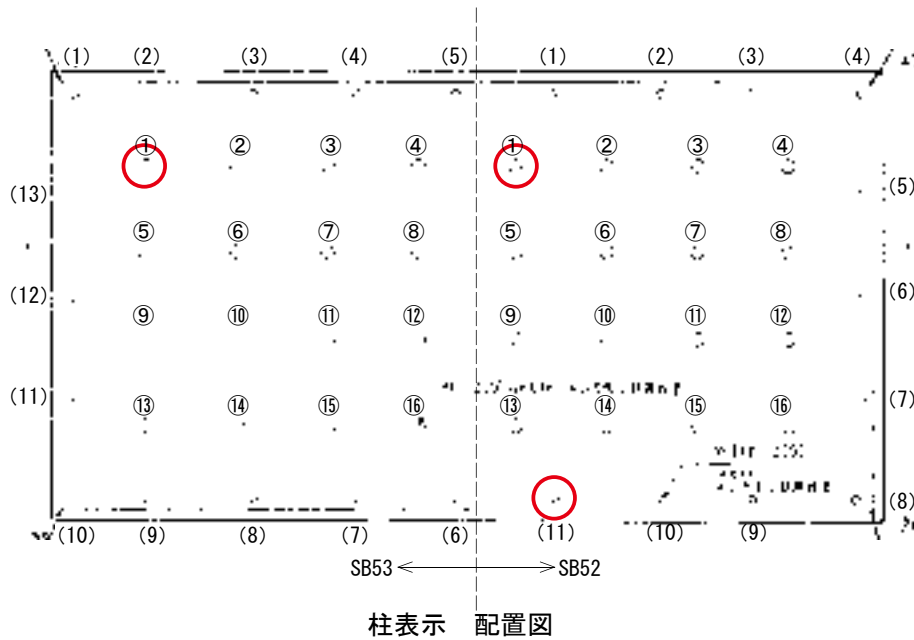 (1) (2) (3) (4) (5) (1) (2) (3) (4)
① ② ③ ④ ① ② ③ ④
(13) (5)
⑤ ⑥ ⑦ ⑧ ⑤ ⑥ ⑦ ⑧
(12) (6)
⑨ ⑩ ⑪ ⑫ ⑨ ⑩ ⑪ ⑫
(11) (7)
⑬ ⑭ ⑮ ⑯ ⑬ ⑭ ⑮ ⑯
(8)
(10) (9) (8) (7) (6) (11) (10) (9)
SB53 SB52
柱表示 配置図